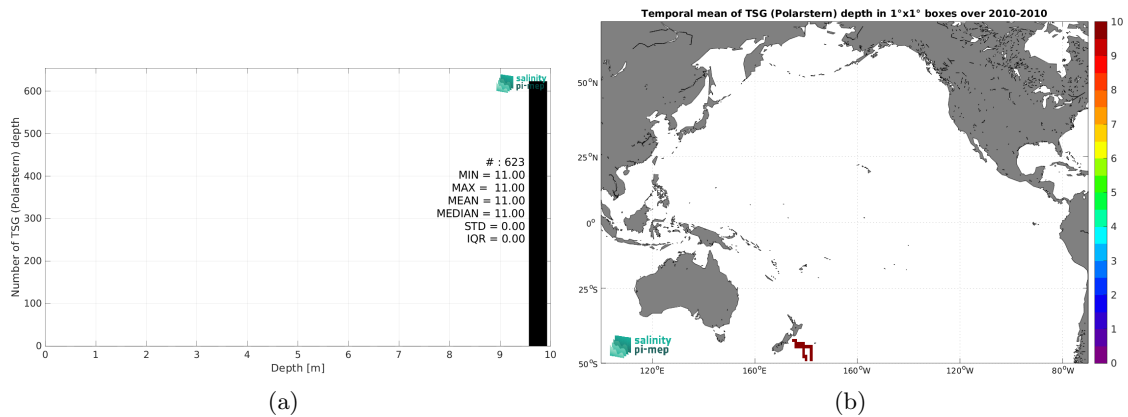 Number of TSG (Polarstern) depth
600
500
400
300
200
100
0
salinity
pi-mep
# : 623
MIN = 11.00
MAX = 11.00
MEAN = 11.00
MEDIAN = 11.00
STD = 0.00
IQR = 0.00
0 1 2 3 4 5 6 7 8 9 10
Depth [m]
(a)
Temporal mean of TSG (Polarstern) depth in 1°x1° boxes over 2010-2010
50°N
25°N
0°
25°S
50°S
salinity
pi-mep
120°E 160°E 160°W 120°W 80°W
10
9
8
7
6
5
4
3
2
1
0
(b)